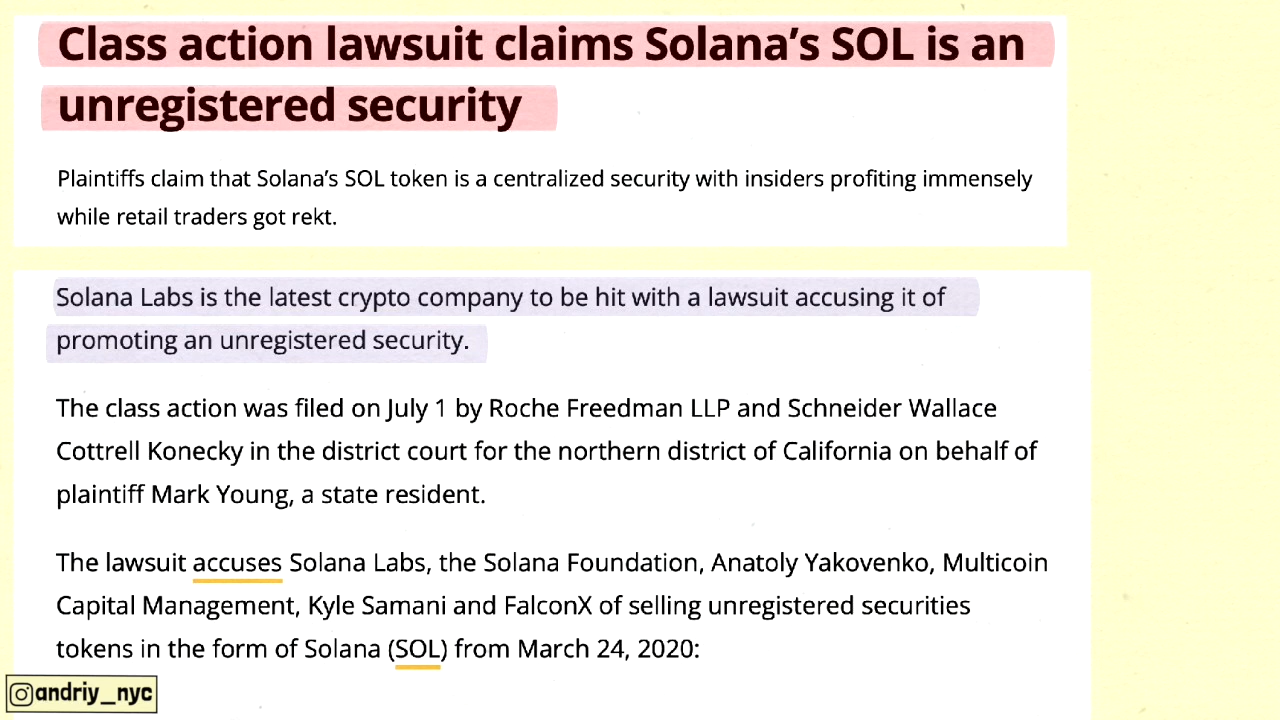 Class action lawsuit claims Solana's SOL is an
unregistered security
Plaintiffs claim that Solana's SOL token is a centralized security with insiders profiting immensely
while retail traders got rekt.
Solana Labs is the latest crypto company to be hit with a lawsuit accusing it of
promoting an unregistered security.
The class action was filed on July 1 by Roche Freedman LLP and Schneider Wallace
Cottrell Konecky in the district court for the northern district of California on behalf of
plaintiff Mark Young, a state resident.
The lawsuit accuses Solana Labs, the Solana Foundation, Anatoly Yakovenko, Multicoin
Capital Management, Kyle Samani and FalconX of selling unregistered securities
tokens in the form of Solana (SOL) from March 24, 2020:
@andriy_nyc